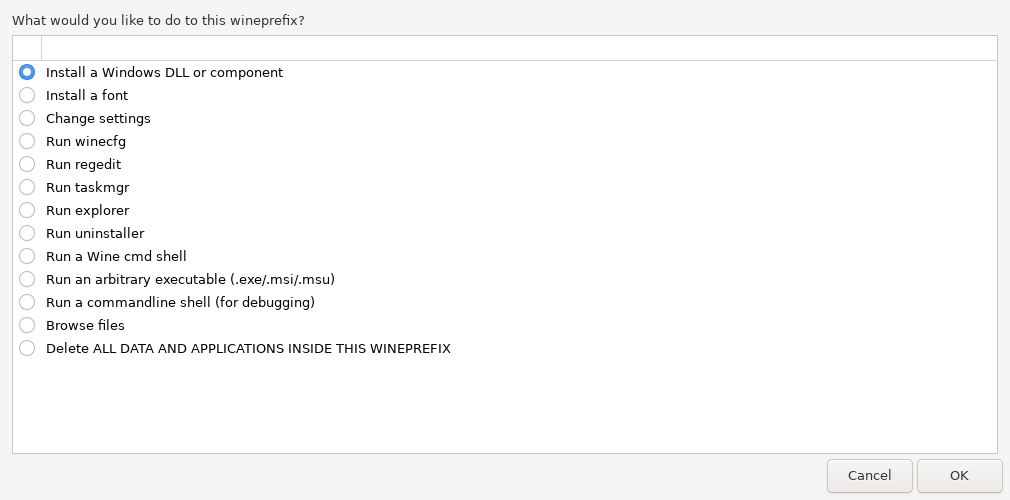 What would you like to do to this wineprefix?
Install a Windows DLL or component
Install a font
Change settings
Run winecfg
Run regedit
Run taskmgr
Run explorer
Run uninstaller
Run a Wine cmd shell
Run an arbitrary executable (.exe/.msi/.msu)
Run a commandline shell (for debugging)
Browse files
Delete ALL DATA AND APPLICATIONS INSIDE THIS WINEPREFIX
Cancel OK